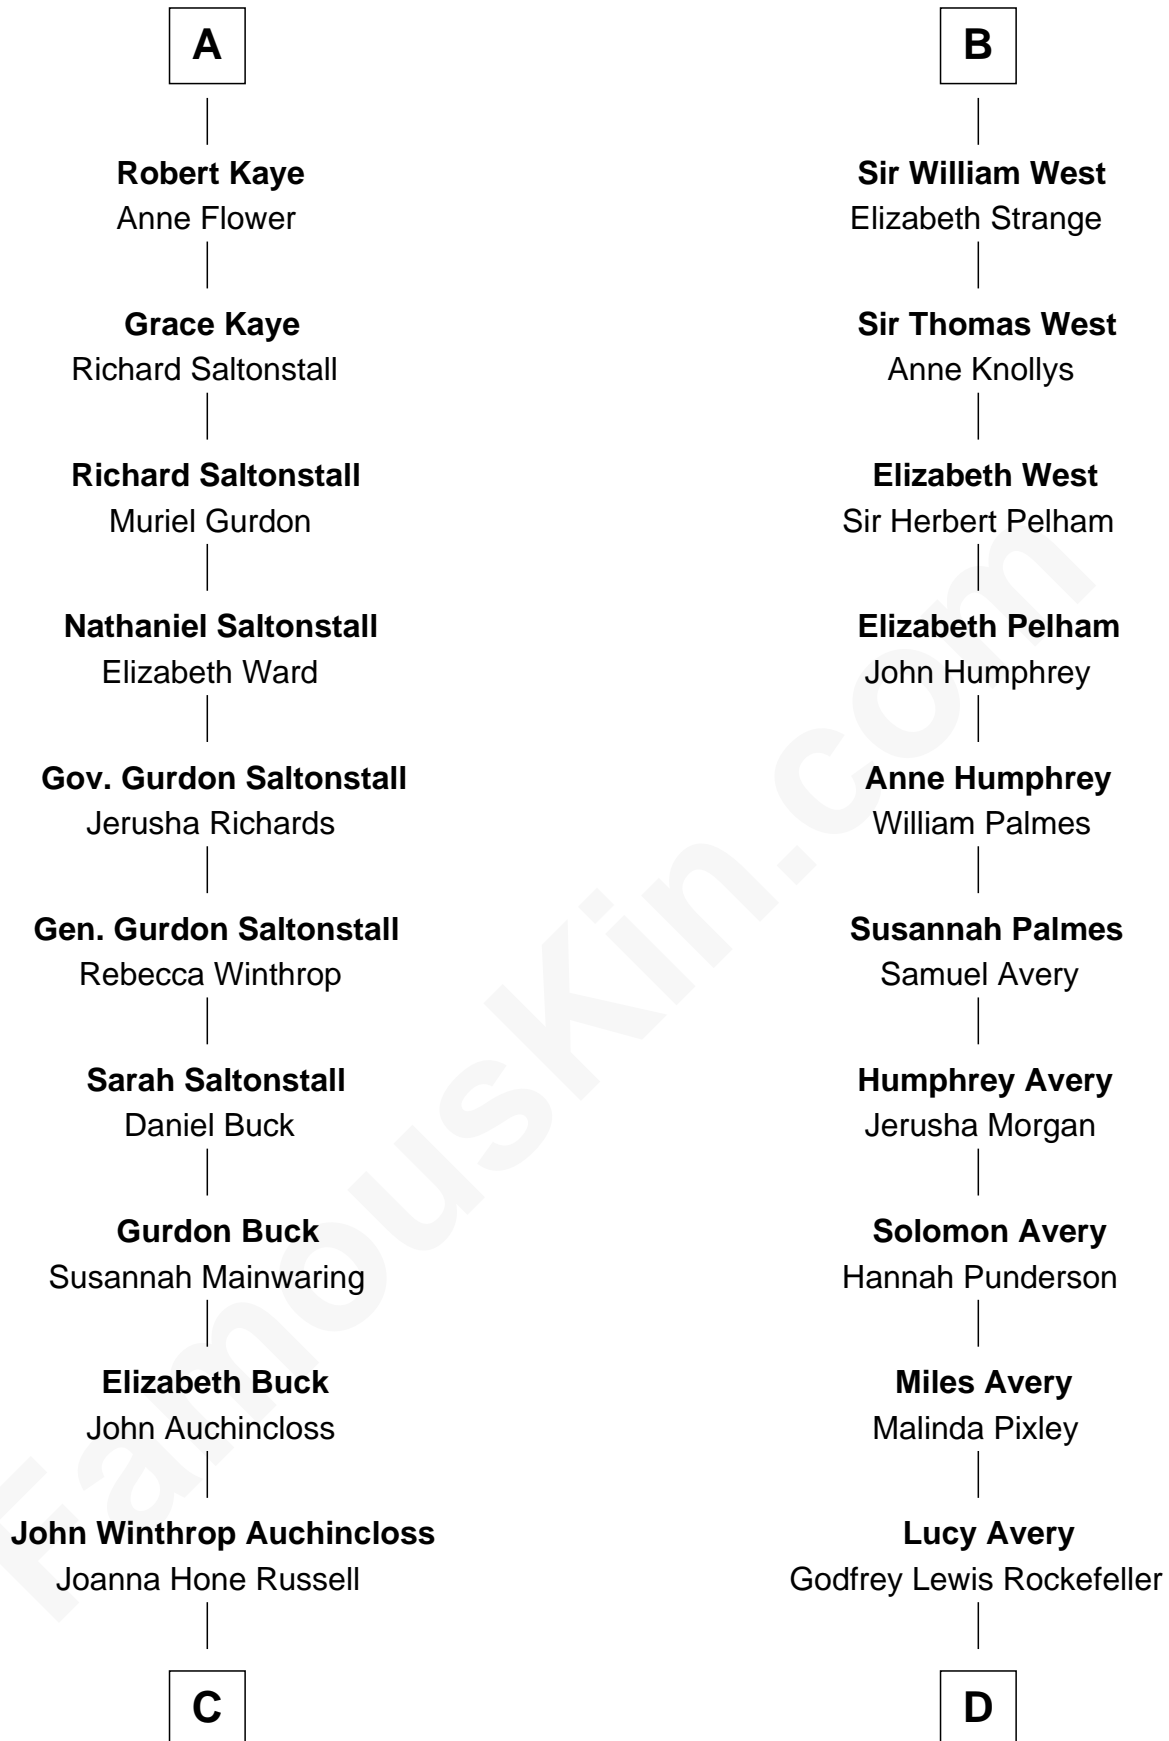 A
Robert Kaye
Anne Flower
Grace Kaye
Richard Saltonstall
Richard Saltonstall
Muriel Gurdon
Nathaniel Saltonstall
Elizabeth Ward
Gov. Gurdon Saltonstall
Jerusha Richards
Gen. Gurdon Saltonstall
Rebecca Winthrop
Sarah Saltonstall
Daniel Buck
Gurdon Buck
Susannah Mainwaring
Elizabeth Buck
John Auchincloss
John Winthrop Auchincloss
Joanna Hone Russell
C
B
Sir William West
Elizabeth Strange
Sir Thomas West
Anne Knollys
Elizabeth West
Sir Herbert Pelham
Elizabeth Pelham
John Humphrey
Anne Humphrey
William Palmes
Susannah Palmes
Samuel Avery
Humphrey Avery
Jerusha Morgan
Solomon Avery
Hannah Punderson
Miles Avery
Malinda Pixley
Lucy Avery
Godfrey Lewis Rockefeller
D
FamousKin.com